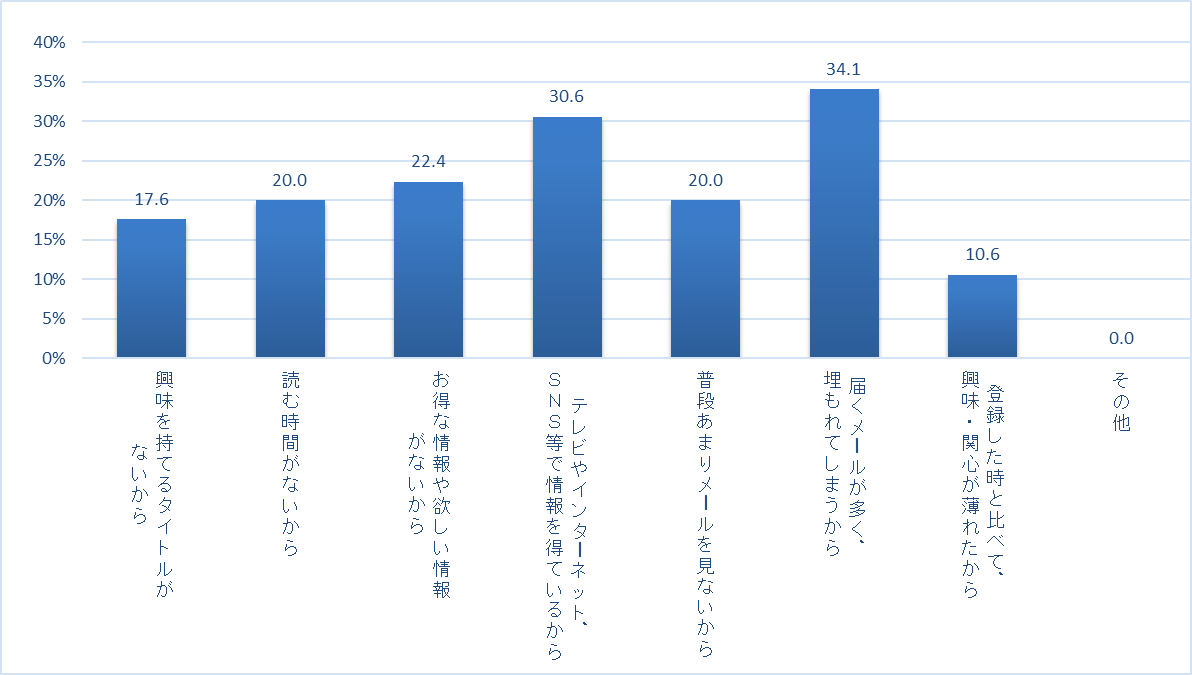 40%
35%
30%
25%
20%
15%
10%
5%
0%
17.6
20.0
22.4
30.6
20.0
34.1
10.6
0.0
興味を持てるタイトルが
ないから
読む時間がないから
お得な情報や欲しい情報
がないから
テレビやインターネット、
ＳＮＳ等で情報を得ているから
普段あまりメールを見ないから
届くメールが多く、
埋もれてしまうから
登録した時と比べて、
興味・関心が薄れたから
その他